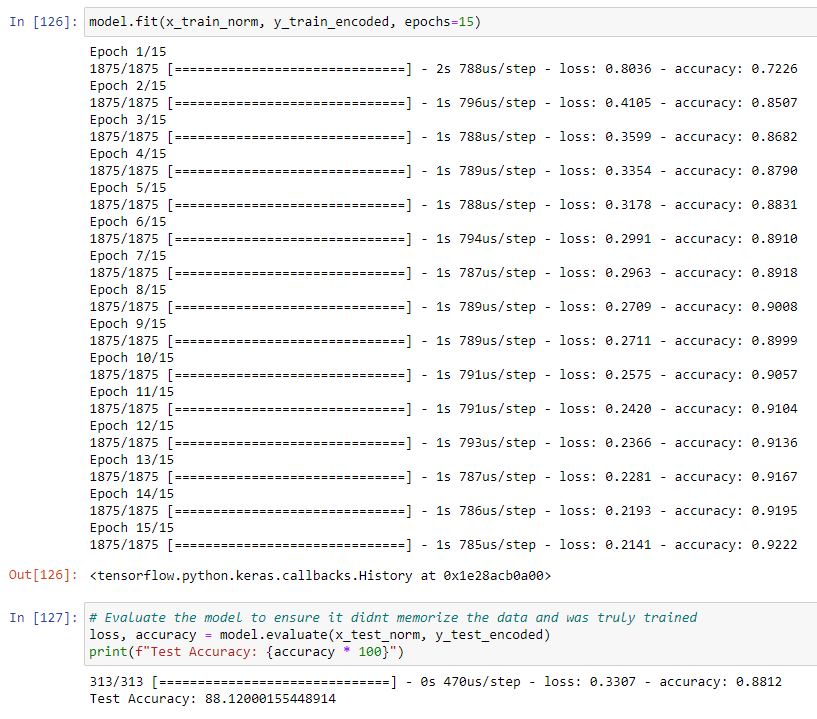 In [126]: model.fit(x_train_norm, y_train_encoded, epochs=15)
Epoch 1/15
1875/1875 [==============================] - 2s 788us/step - loss: 0.8036 - accuracy: 0.7226
Epoch 2/15
1875/1875 [==============================] - 1s 796us/step - loss: 0.4105 - accuracy: 0.8507
Epoch 3/15
1875/1875 [==============================] - 1s 788us/step - loss: 0.3599 - accuracy: 0.8682
Epoch 4/15
1875/1875 [==============================] - 1s 789us/step - loss: 0.3354 - accuracy: 0.8790
Epoch 5/15
1875/1875 [==============================] - 1s 788us/step - loss: 0.3178 - accuracy: 0.8831
Epoch 6/15
1875/1875 [==============================] - 1s 794us/step - loss: 0.2991 - accuracy: 0.8910
Epoch 7/15
1875/1875 [==============================] - 1s 787us/step - loss: 0.2963 - accuracy: 0.8918
Epoch 8/15
1875/1875 [==============================] - 1s 789us/step - loss: 0.2709 - accuracy: 0.9008
Epoch 9/15
1875/1875 [==============================] - 1s 789us/step - loss: 0.2711 - accuracy: 0.8999
Epoch 10/15
1875/1875 [==============================] - 1s 791us/step - loss: 0.2575 - accuracy: 0.9057
Epoch 11/15
1875/1875 [==============================] - 1s 791us/step - loss: 0.2420 - accuracy: 0.9104
Epoch 12/15
1875/1875 [==============================] - 1s 793us/step - loss: 0.2366 - accuracy: 0.9136
Epoch 13/15
1875/1875 [==============================] - 1s 787us/step - loss: 0.2281 - accuracy: 0.9167
Epoch 14/15
1875/1875 [==============================] - 1s 786us/step - loss: 0.2193 - accuracy: 0.9195
Epoch 15/15
1875/1875 [==============================] - 1s 785us/step - loss: 0.2141 - accuracy: 0.9222
Out[126]: <tensorflow.python.keras.callbacks.History at 0x1e28acb0a00>
In [127]: # Evaluate the model to ensure it didnt memorize the data and was truly trained
loss, accuracy = model.evaluate(x_test_norm, y_test_encoded)
print(f"Test Accuracy: {accuracy * 100}")
313/313 [==============================] - 0s 470us/step - loss: 0.3307 - accuracy: 0.8812
Test Accuracy: 88.12000155448914